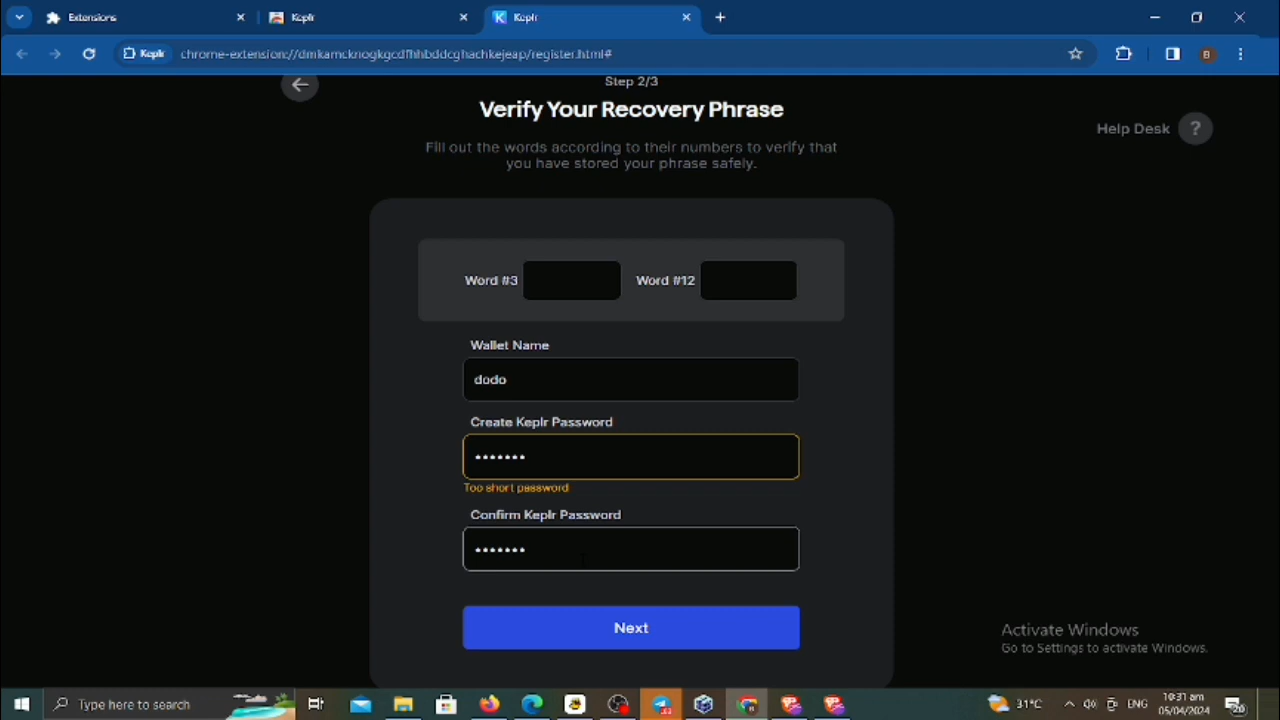 Extensions
Keplr
Keplr
Keplr
chrome-extension://dmkamcknogkgcdfhhbddcghachkejeap/register.html#
B
Step 2/3
Verify Your Recovery Phrase
Help Desk ?
Fill out the words according to their numbers to verify that
you have stored your phrase safely.
Word #3
Word #12
Wallet Name
dodo
Create Keplr Password
•••••••
Too short password
Confirm Keplr Password
•••••••
Next
Activate Windows
Go to Settings to activate Windows.
Type here to search
31°C
ENG
10:31 am
05/04/2024